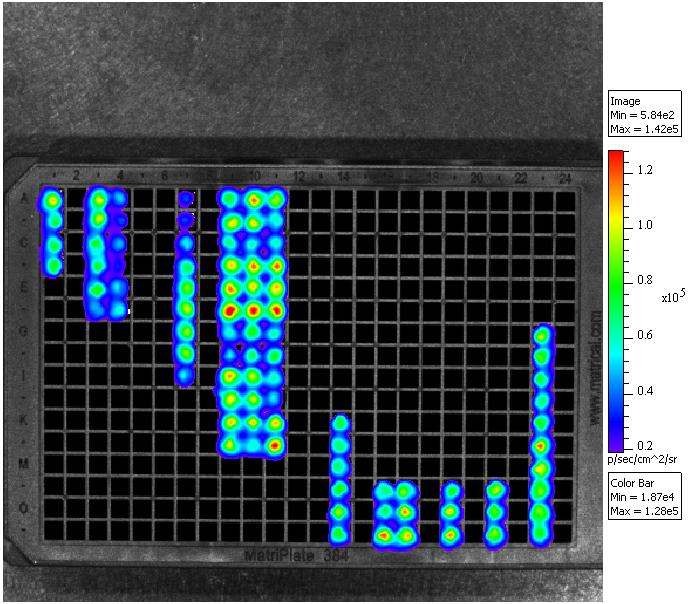 Image
Min = 5.84e2
Max = 1.42e5
2 4 6 10 12 14 16 18 20 22 24
A
C
E
G
I
K
M
O
1.2
1.0
0.8
x10^5
0.6
0.4
0.2
p/sec/cm^2/sr
Color Bar
Min = 1.87e4
Max = 1.28e5
www.matrical.com
MatriPlate 384